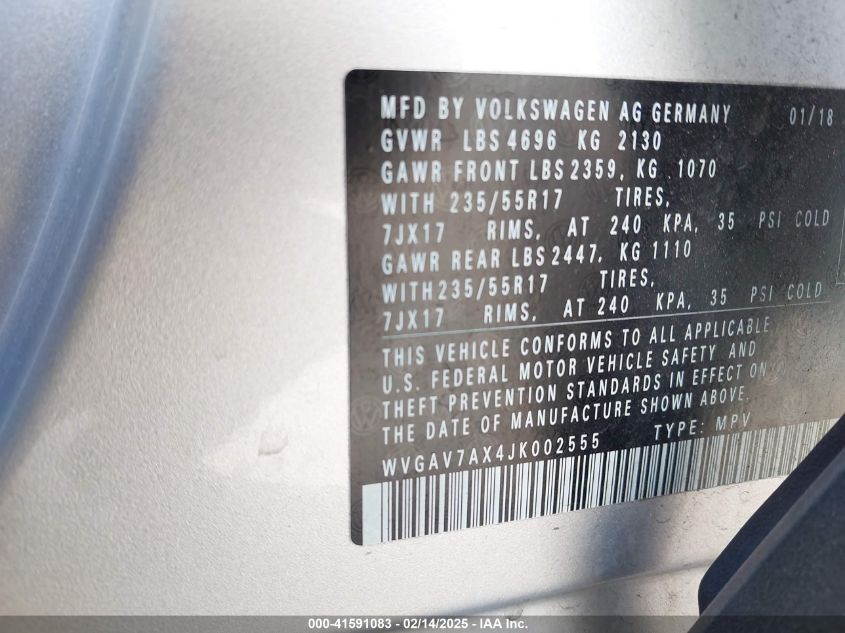 MFD BY VOLKSWAGEN AG GERMANY 01/18
GVWR LBS 4696 KG 2130
GAWR FRONT LBS 2359, KG 1070
WITH 235/55R17 TIRES,
7JX17 RIMS, AT 240 KPA, 35 PSI COLD
GAWR REAR LBS 2447, KG 1110
WITH 235/55R17 TIRES,
7JX17 RIMS, AT 240 KPA, 35 PSI COLD
THIS VEHICLE CONFORMS TO ALL APPLICABLE
U.S. FEDERAL MOTOR VEHICLE SAFETY AND
THEFT PREVENTION STANDARDS IN EFFECT ON
THE DATE OF MANUFACTURE SHOWN ABOVE.
WVGAV7AX4JK002555 TYPE: MPV
000-41591083 - 02/14/2025 - IAA Inc.